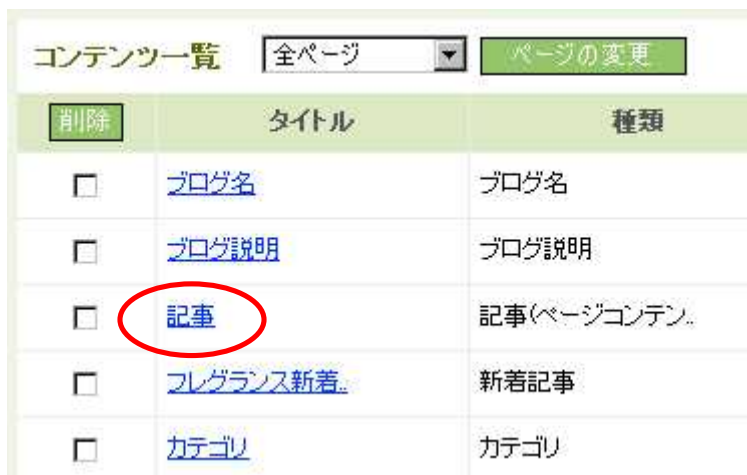 コンテンツ一覧 全ページ ページの変更
削除 タイトル 種類
ブログ名 ブログ名
ブログ説明 ブログ説明
記事 記事(ページコンテン..
フレグランス新着.. 新着記事
カテゴリ カテゴリ